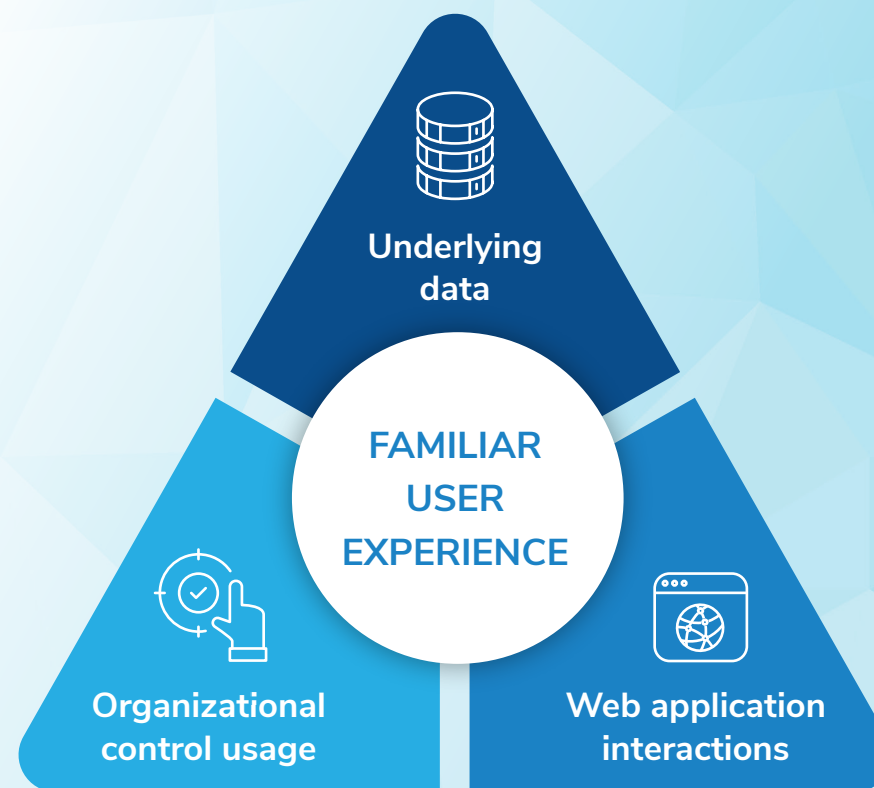 Underlying
data
FAMILIAR
USER
EXPERIENCE
Organizational
control usage
Web application
interactions